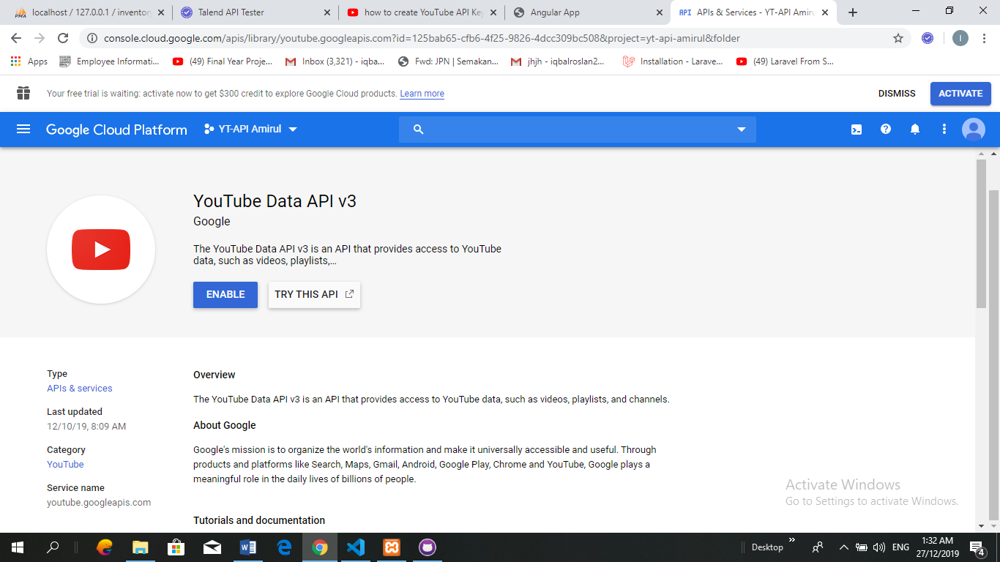 localhost / 127.0.0.1 / inventory
Talend API Tester
how to create YouTube API Key
Angular App
API APIs & Services - YT-API Amirul
console.cloud.google.com/apis/library/youtube.googleapis.com?id=125bab65-cfb6-4f25-9826-4dcc309bc508&project=yt-api-amirul&folder
I
Apps
Employee Informati...
(49) Final Year Proje...
Inbox (3,321) - iqba...
Fwd: JPN | Semakan...
jhjh - iqbalroslan2...
Installation - Larave...
(49) Laravel From S...
Your free trial is waiting: activate now to get $300 credit to explore Google Cloud products. Learn more
DISMISS
ACTIVATE
Google Cloud Platform
YT-API Amirul
YouTube Data API v3
Google
The YouTube Data API v3 is an API that provides access to YouTube
data, such as videos, playlists,...
ENABLE
TRY THIS API
Type
APIs & services
Last updated
12/10/19, 8:09 AM
Category
YouTube
Service name
youtube.googleapis.com
Overview
The YouTube Data API v3 is an API that provides access to YouTube data, such as videos, playlists, and channels.
About Google
Google's mission is to organize the world's information and make it universally accessible and useful. Through
products and platforms like Search, Maps, Gmail, Android, Google Play, Chrome and YouTube, Google plays a
meaningful role in the daily lives of billions of people.
Tutorials and documentation
Activate Windows
Go to Settings to activate Windows.
Desktop
ENG
1:32 AM
27/12/2019
4